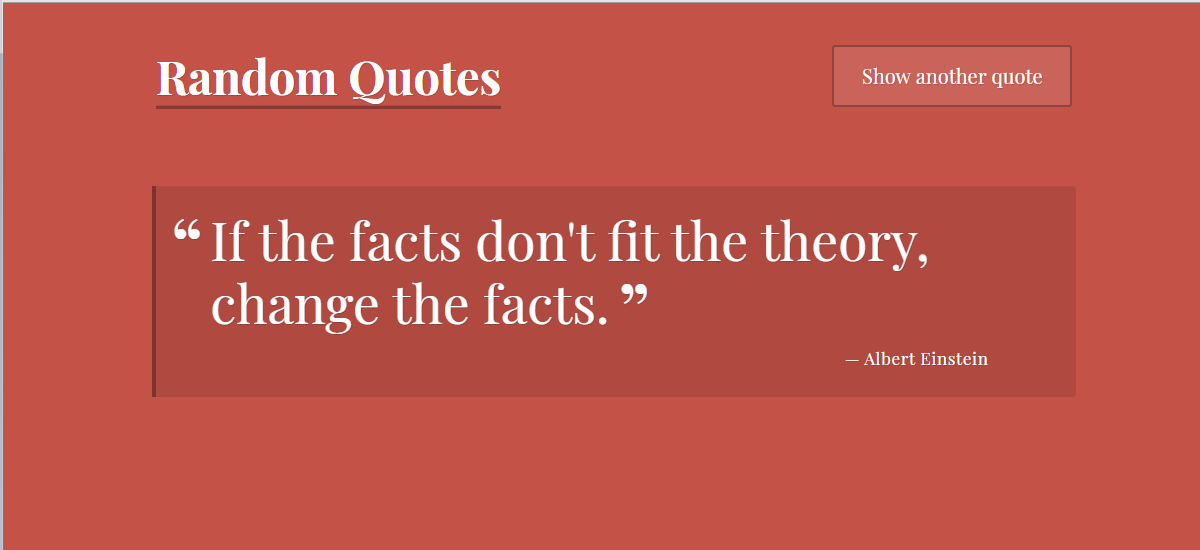 Random Quotes
Show another quote
❝ If the facts don't fit the theory,
change the facts. ❞
— Albert Einstein